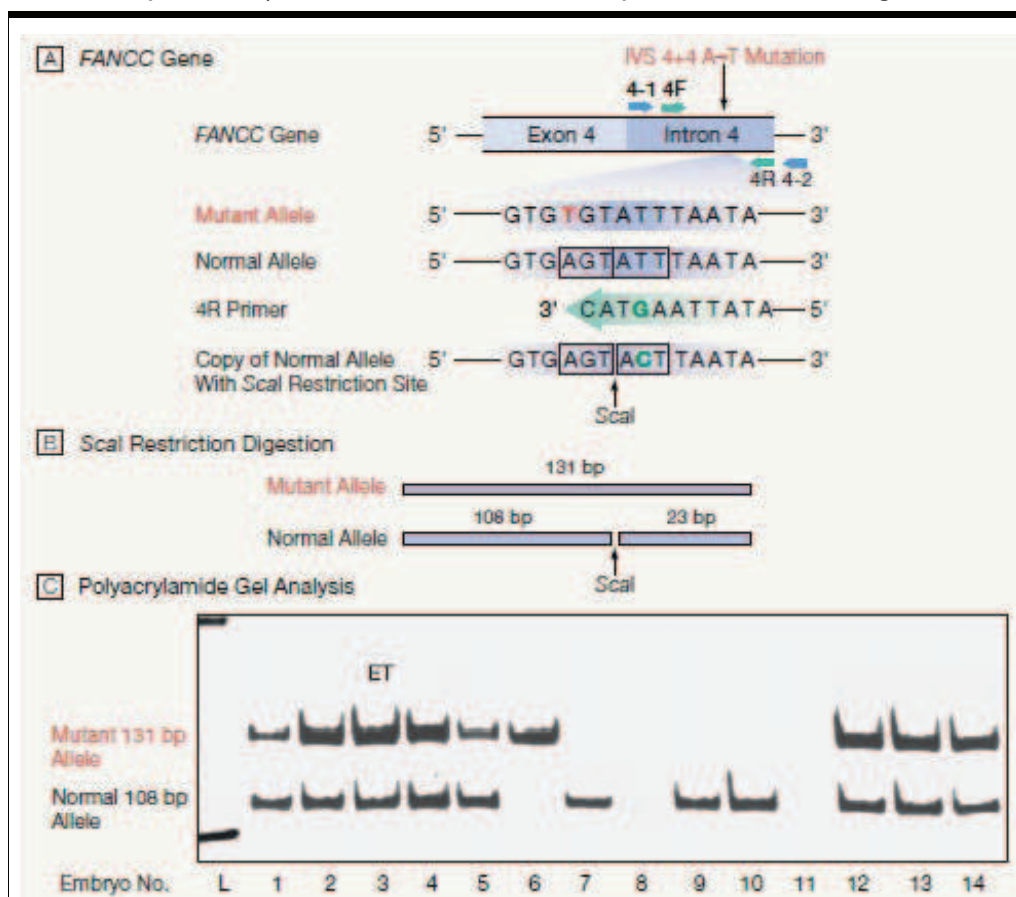 A FANCC Gene
IVS 4+4 A→T Mutation
4-1 4F
FANCC Gene 5' Exon 4 Intron 4 3'
4R 4-2
Mutant Allele 5' GTGTGTATTTAATA 3'
Normal Allele 5' GTGAGTATTTAATA 3'
4R Primer 3' CATGAATTATA 5'
Copy of Normal Allele 5' GTGAGTACTTAATA 3'
With ScaI Restriction Site
ScaI
B ScaI Restriction Digestion
131 bp
Mutant Allele
108 bp 23 bp
Normal Allele
ScaI
C Polyacrylamide Gel Analysis
ET
Mutant 131 bp
Allele
Normal 108 bp
Allele
Embryo No. L 1 2 3 4 5 6 7 8 9 10 11 12 13 14